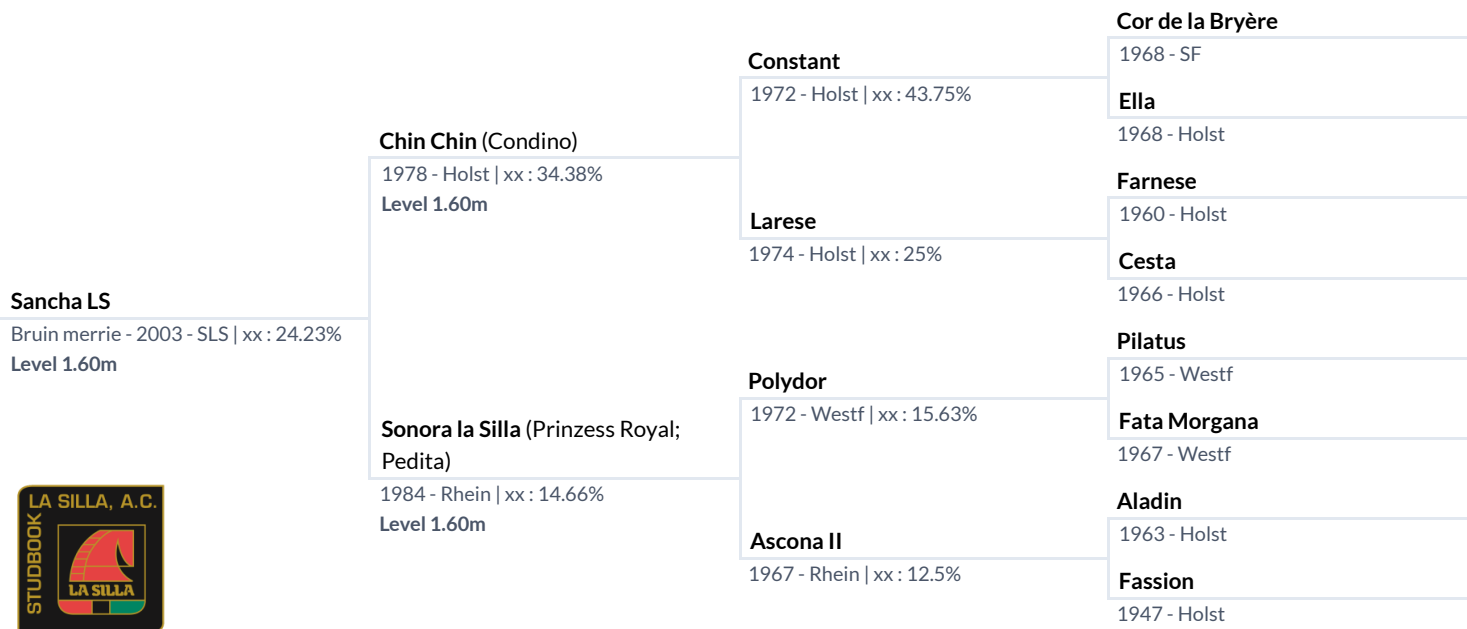 Sancha LS
Bruin merrie - 2003 - SLS | xx : 24.23%
Level 1.60m
Chin Chin (Condino)
1978 - Holst | xx : 34.38%
Level 1.60m
Sonora la Silla (Prinzess Royal;
Pedita)
1984 - Rhein | xx : 14.66%
Level 1.60m
Constant
1972 - Holst | xx : 43.75%
Larese
1974 - Holst | xx : 25%
Polydor
1972 - Westf | xx : 15.63%
Ascona II
1967 - Rhein | xx : 12.5%
Cor de la Bryère
1968 - SF
Ella
1968 - Holst
Farnese
1960 - Holst
Cesta
1966 - Holst
Pilatus
1965 - Westf
Fata Morgana
1967 - Westf
Aladin
1963 - Holst
Fassion
1947 - Holst
STUDBOOK
LA SILLA, A.C.
LA SILLA